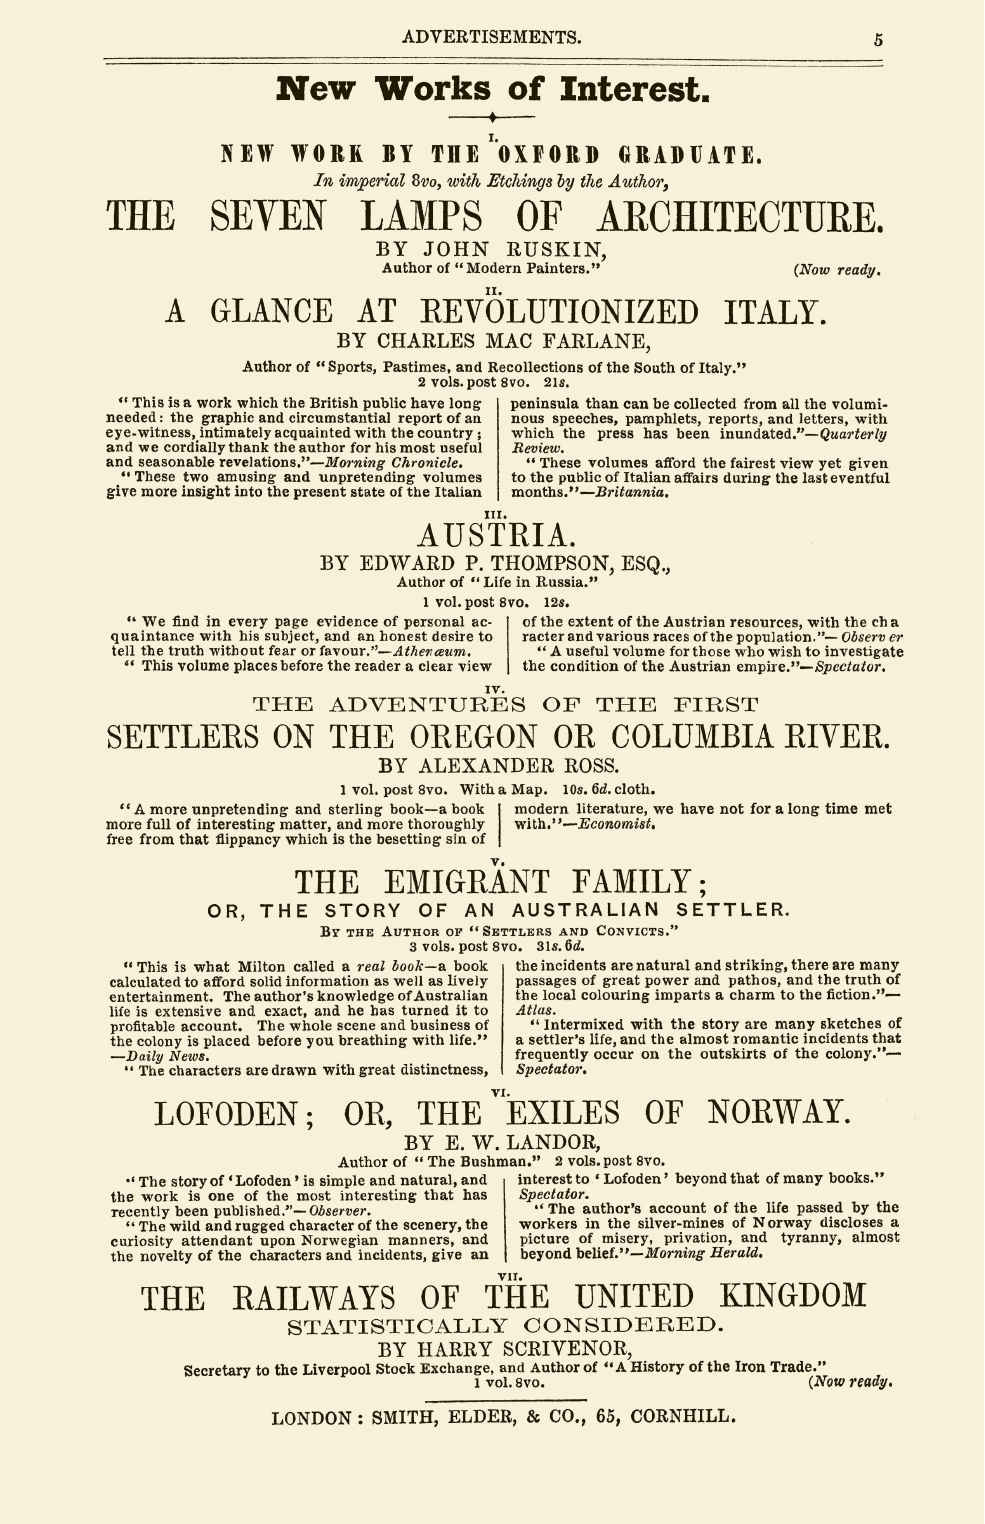 ADVERTISEMENTS. 5
New Works of Interest.
I.
NEW WORK BY THE OXFORD GRADUATE.
In imperial 8vo, with Etchings by the Author,
THE SEVEN LAMPS OF ARCHITECTURE.
BY JOHN RUSKIN,
Author of "Modern Painters." (Now ready.
II.
A GLANCE AT REVOLUTIONIZED ITALY.
BY CHARLES MAC FARLANE,
Author of "Sports, Pastimes, and Recollections of the South of Italy."
2 vols. post 8vo. 21s.
"This is a work which the British public have long
needed: the graphic and circumstantial report of an
eye-witness, intimately acquainted with the country;
and we cordially thank the author for his most useful
and seasonable revelations."—Morning Chronicle.
"These two amusing and unpretending volumes
give more insight into the present state of the Italian
peninsula than can be collected from all the volumi-
nous speeches, pamphlets, reports, and letters, with
which the press has been inundated."—Quarterly
Review.
"These volumes afford the fairest view yet given
to the public of Italian affairs during the last eventful
months."—Britannia.
III.
AUSTRIA.
BY EDWARD P. THOMPSON, ESQ.,
Author of "Life in Russia."
1 vol. post 8vo. 12s.
"We find in every page evidence of personal ac-
quaintance with his subject, and an honest desire to
tell the truth without fear or favour."—Athenæum.
"This volume places before the reader a clear view
of the extent of the Austrian resources, with the cha
racter and various races of the population."—Observer
"A useful volume for those who wish to investigate
the condition of the Austrian empire."—Spectator.
IV.
THE ADVENTURES OF THE FIRST
SETTLERS ON THE OREGON OR COLUMBIA RIVER.
BY ALEXANDER ROSS.
1 vol. post 8vo. With a Map. 10s. 6d. cloth.
"A more unpretending and sterling book—a book
more full of interesting matter, and more thoroughly
free from that flippancy which is the besetting sin of
modern literature, we have not for a long time met
with."—Economist.
V.
THE EMIGRANT FAMILY;
OR, THE STORY OF AN AUSTRALIAN SETTLER.
BY THE AUTHOR OF "SETTLERS AND CONVICTS."
3 vols. post 8vo. 31s. 6d.
"This is what Milton called a real book—a book
calculated to afford solid information as well as lively
entertainment. The author's knowledge of Australian
life is extensive and exact, and he has turned it to
profitable account. The whole scene and business of
the colony is placed before you breathing with life."
—Daily News.
"The characters are drawn with great distinctness,
the incidents are natural and striking, there are many
passages of great power and pathos, and the truth of
the local colouring imparts a charm to the fiction."—
Atlas.
"Intermixed with the story are many sketches of
a settler's life, and the almost romantic incidents that
frequently occur on the outskirts of the colony."—
Spectator.
VI.
LOFODEN; OR, THE EXILES OF NORWAY.
BY E. W. LANDOR,
Author of "The Bushman." 2 vols. post 8vo.
"The story of 'Lofoden' is simple and natural, and
the work is one of the most interesting that has
recently been published."—Observer.
"The wild and rugged character of the scenery, the
curiosity attendant upon Norwegian manners, and
the novelty of the characters and incidents, give an
interest to 'Lofoden' beyond that of many books."
Spectator.
"The author's account of the life passed by the
workers in the silver-mines of Norway discloses a
picture of misery, privation, and tyranny, almost
beyond belief."—Morning Herald.
VII.
THE RAILWAYS OF THE UNITED KINGDOM
STATISTICALLY CONSIDERED.
BY HARRY SCRIVENOR,
Secretary to the Liverpool Stock Exchange, and Author of "A History of the Iron Trade."
1 vol. 8vo. (Now ready.
LONDON: SMITH, ELDER, & CO., 65, CORNHILL.